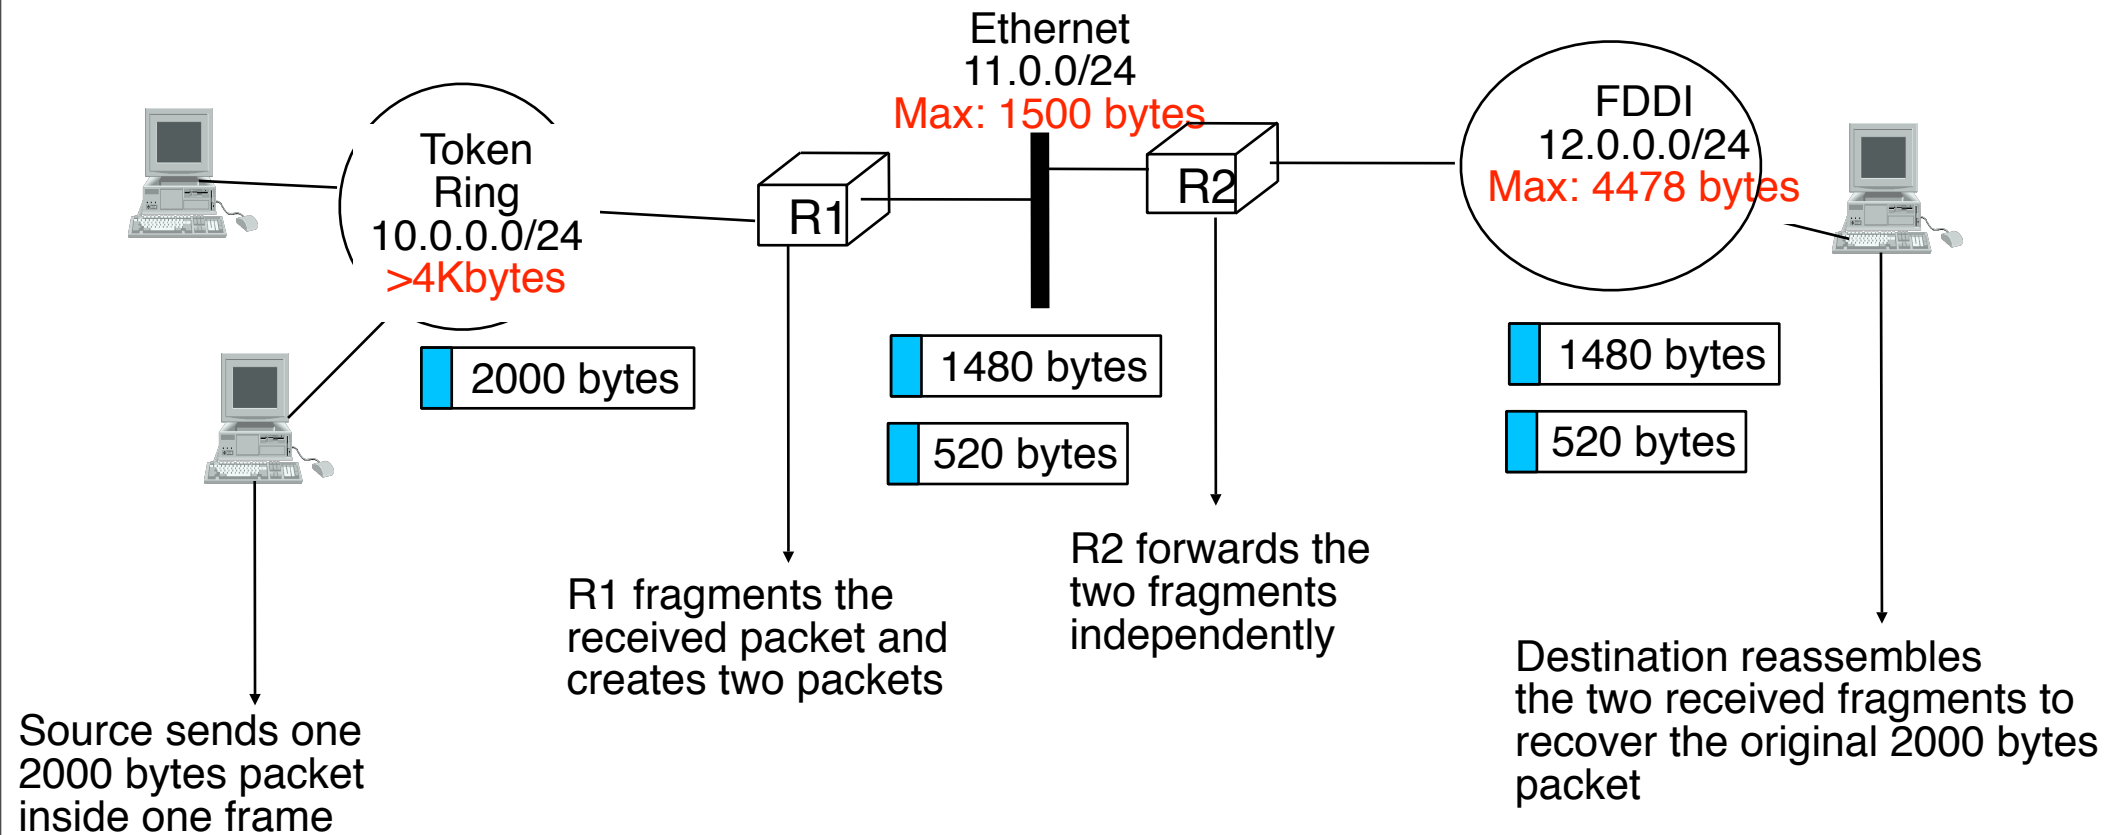 Ethernet
11.0.0/24
Max: 1500 bytes
FDDI
12.0.0.0/24
Max: 4478 bytes
Token
Ring
10.0.0.0/24
>4Kbytes
R1
R2
2000 bytes
1480 bytes
520 bytes
1480 bytes
520 bytes
Source sends one
2000 bytes packet
inside one frame
R1 fragments the
received packet and
creates two packets
R2 forwards the
two fragments
independently
Destination reassembles
the two received fragments to
recover the original 2000 bytes
packet